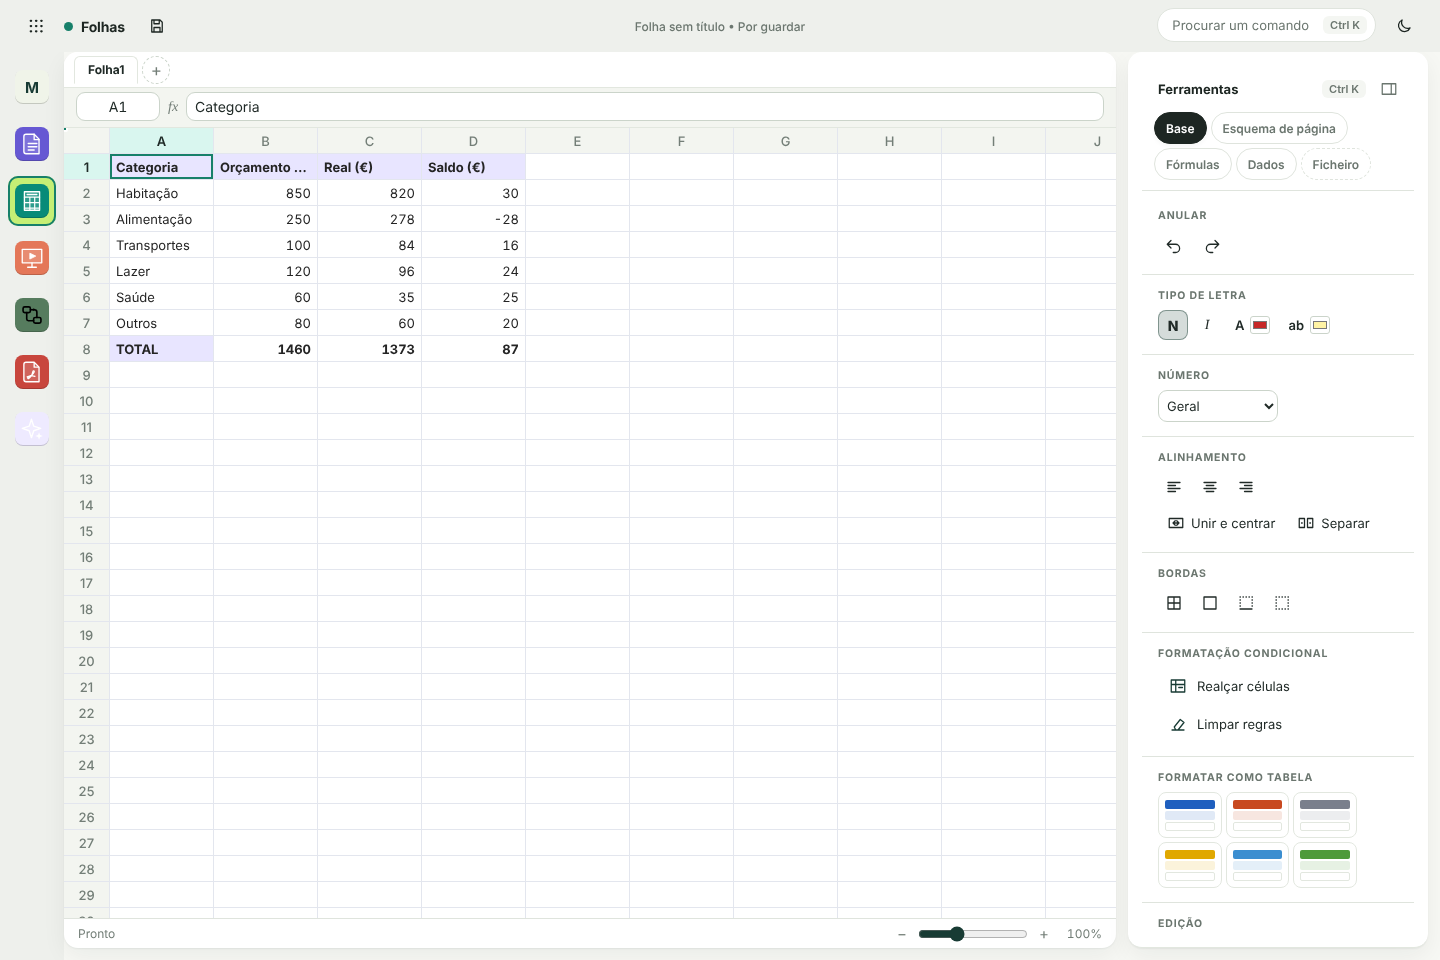 Folhas
Folha sem título • Por guardar
Procurar um comando Ctrl K
M
Folha1 +
A1 fx Categoria
A B C D E F G H I J
1 Categoria Orçamento ... Real (€) Saldo (€)
2 Habitação 850 820 30
3 Alimentação 250 278 -28
4 Transportes 100 84 16
5 Lazer 120 96 24
6 Saúde 60 35 25
7 Outros 80 60 20
8 TOTAL 1460 1373 87
9
10
11
12
13
14
15
16
17
18
19
20
21
22
23
24
25
26
27
28
29
Pronto
− + 100%
Ferramentas Ctrl K
Base Esquema de página
Fórmulas Dados Ficheiro
ANULAR
TIPO DE LETRA
N I A ab
NÚMERO
Geral
ALINHAMENTO
Unir e centrar Separar
BORDAS
FORMATAÇÃO CONDICIONAL
Realçar células
Limpar regras
FORMATAR COMO TABELA
EDIÇÃO